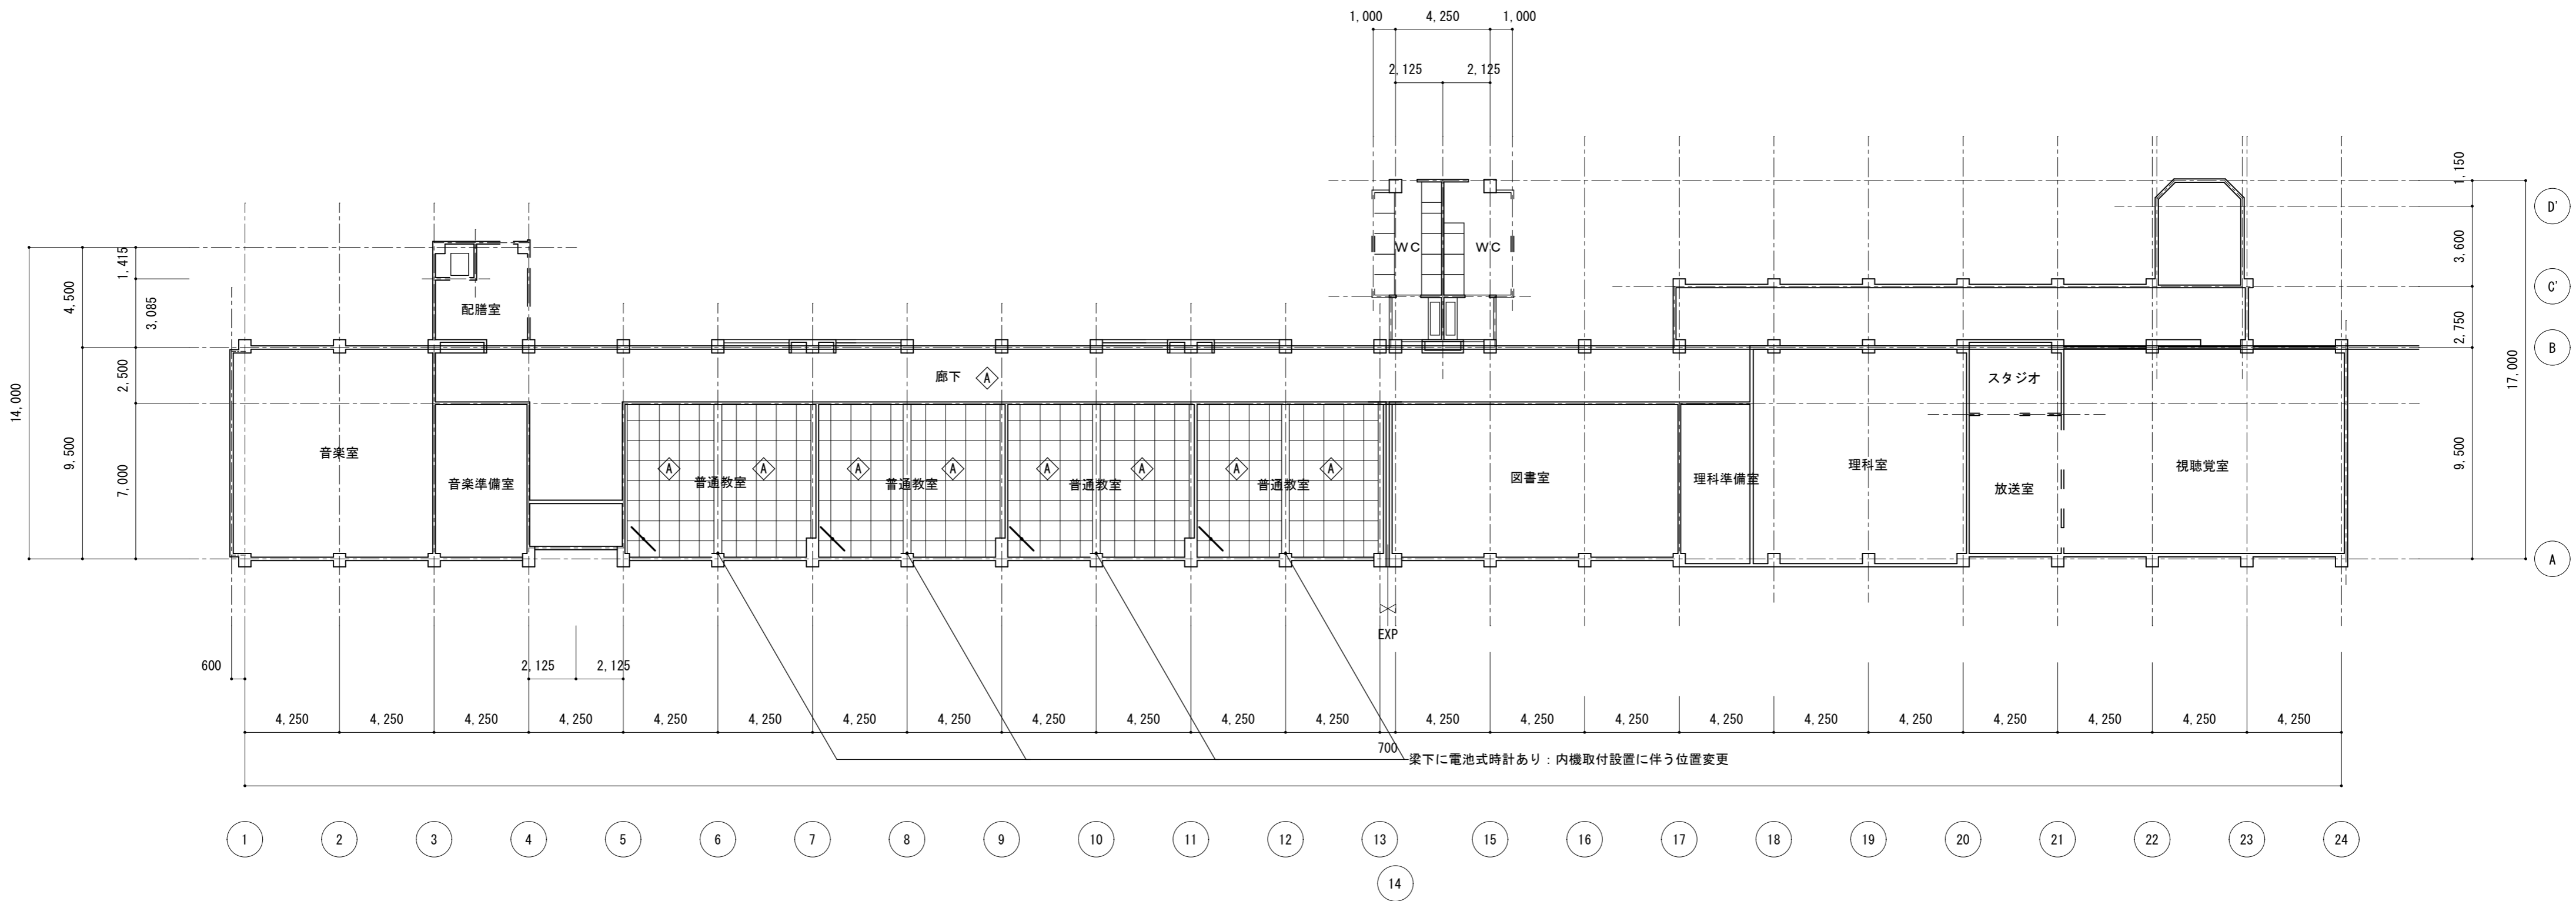 1,000 4,250 1,000
2,125 2,125
1,150
D'
3,600
C'
2,750
B
17,000
9,500
A
14,000
4,500
9,500
1,415
3,085
2,500
7,000
配膳室
WC WC
廊下 A
スタジオ
音楽室
音楽準備室
A A A A A A A A
普通教室 普通教室 普通教室 普通教室
図書室
理科準備室
理科室
放送室
視聴覚室
EXP
600
2,125 2,125
4,250 4,250 4,250 4,250 4,250 4,250 4,250 4,250 4,250 4,250 4,250 4,250 4,250 4,250 4,250 4,250 4,250 4,250 4,250 4,250 4,250 4,250
700
梁下に電池式時計あり：内機取付設置に伴う位置変更
1 2 3 4 5 6 7 8 9 10 11 12 13 15 16 17 18 19 20 21 22 23 24
14